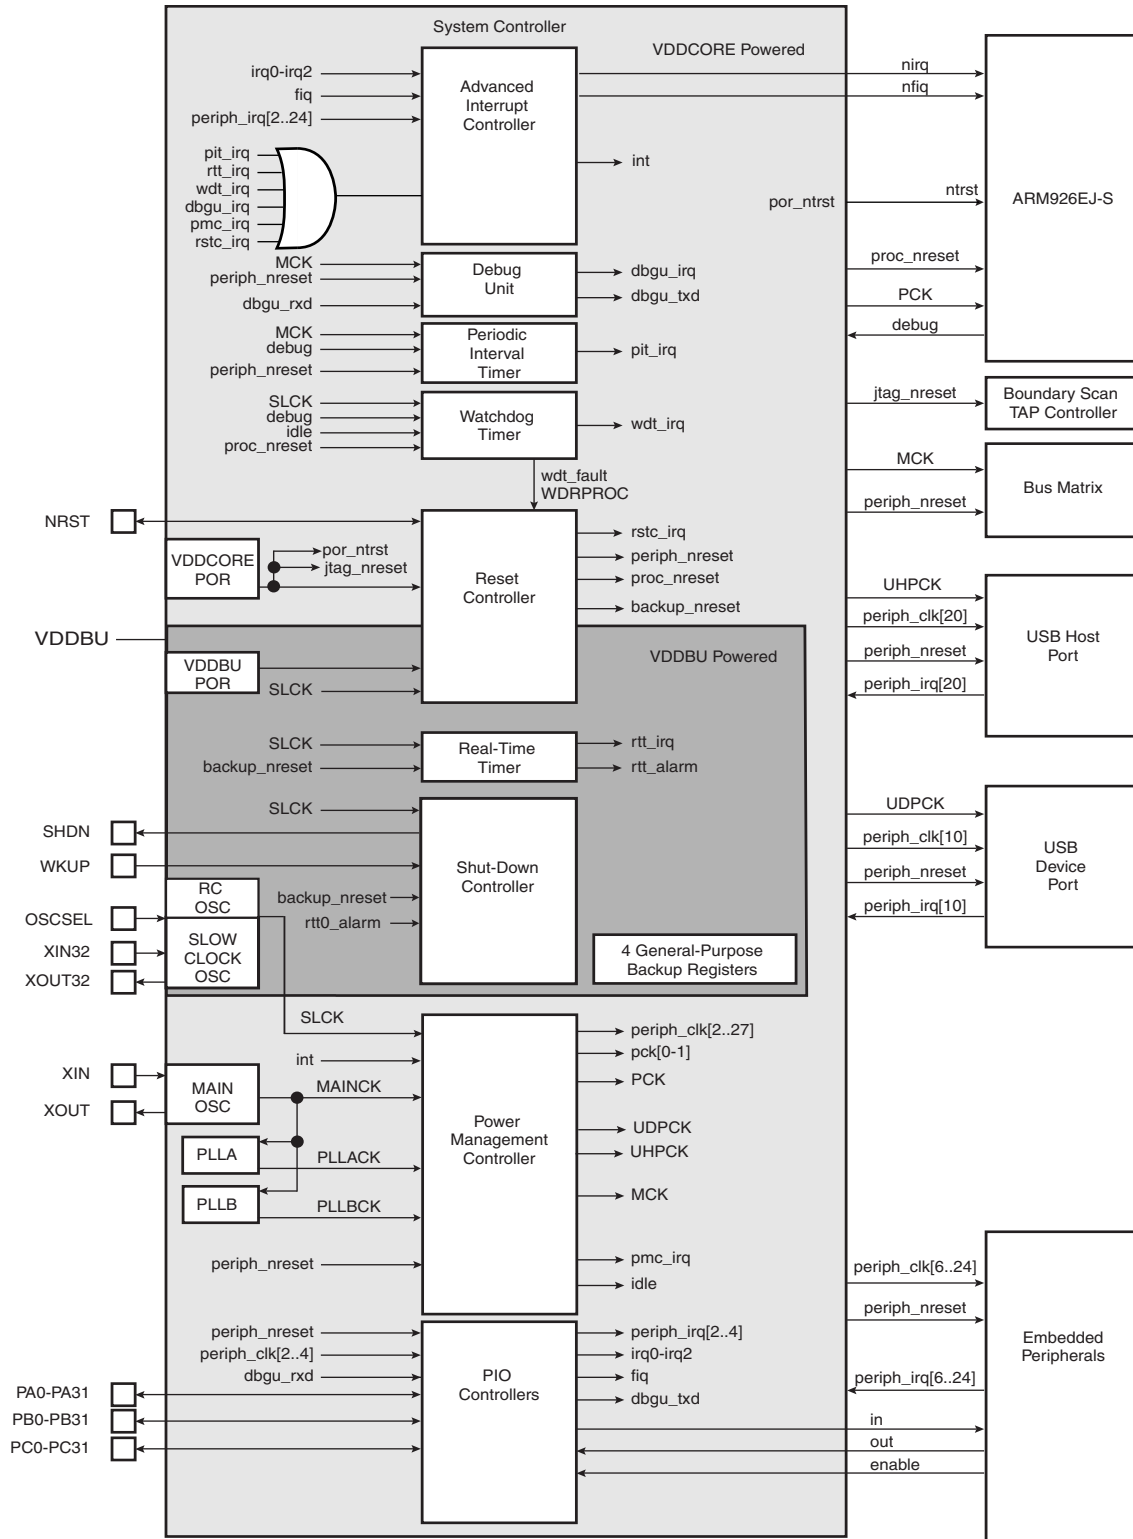 System Controller
VDDCORE Powered
irq0-irq2
fiq
periph_irq[2..24]
Advanced
Interrupt
Controller
nirq
nfiq
int
pit_irq
rtt_irq
wdt_irq
dbgu_irq
pmc_irq
rstc_irq
por_ntrst
ntrst
ARM926EJ-S
MCK
periph_nreset
dbgu_rxd
Debug
Unit
dbgu_irq
dbgu_txd
proc_nreset
PCK
debug
MCK
debug
periph_nreset
Periodic
Interval
Timer
pit_irq
SLCK
debug
idle
proc_nreset
Watchdog
Timer
wdt_irq
jtag_nreset
Boundary Scan
TAP Controller
wdt_fault
WDRPROC
MCK
periph_nreset
Bus Matrix
NRST
VDDCORE
POR
por_ntrst
jtag_nreset
Reset
Controller
rstc_irq
periph_nreset
proc_nreset
backup_nreset
UHPCK
periph_clk[20]
periph_nreset
periph_irq[20]
USB Host
Port
VDDBU
VDDBU Powered
VDDBU
POR
SLCK
SLCK
backup_nreset
Real-Time
Timer
rtt_irq
rtt_alarm
SLCK
SHDN
WKUP
backup_nreset
rtt0_alarm
Shut-Down
Controller
UDPCK
periph_clk[10]
periph_nreset
periph_irq[10]
USB
Device
Port
RC
OSC
OSCSEL
XIN32
XOUT32
SLOW
CLOCK
OSC
4 General-Purpose
Backup Registers
SLCK
int
XIN
XOUT
MAIN
OSC
MAINCK
PLLA
PLLACK
PLLB
PLLBCK
periph_nreset
Power
Management
Controller
periph_clk[2..27]
pck[0-1]
PCK
UDPCK
UHPCK
MCK
pmc_irq
idle
periph_clk[6..24]
periph_nreset
periph_irq[6..24]
in
out
enable
Embedded
Peripherals
periph_nreset
periph_clk[2..4]
dbgu_rxd
PA0-PA31
PB0-PB31
PC0-PC31
PIO
Controllers
periph_irq[2..4]
irq0-irq2
fiq
dbgu_txd